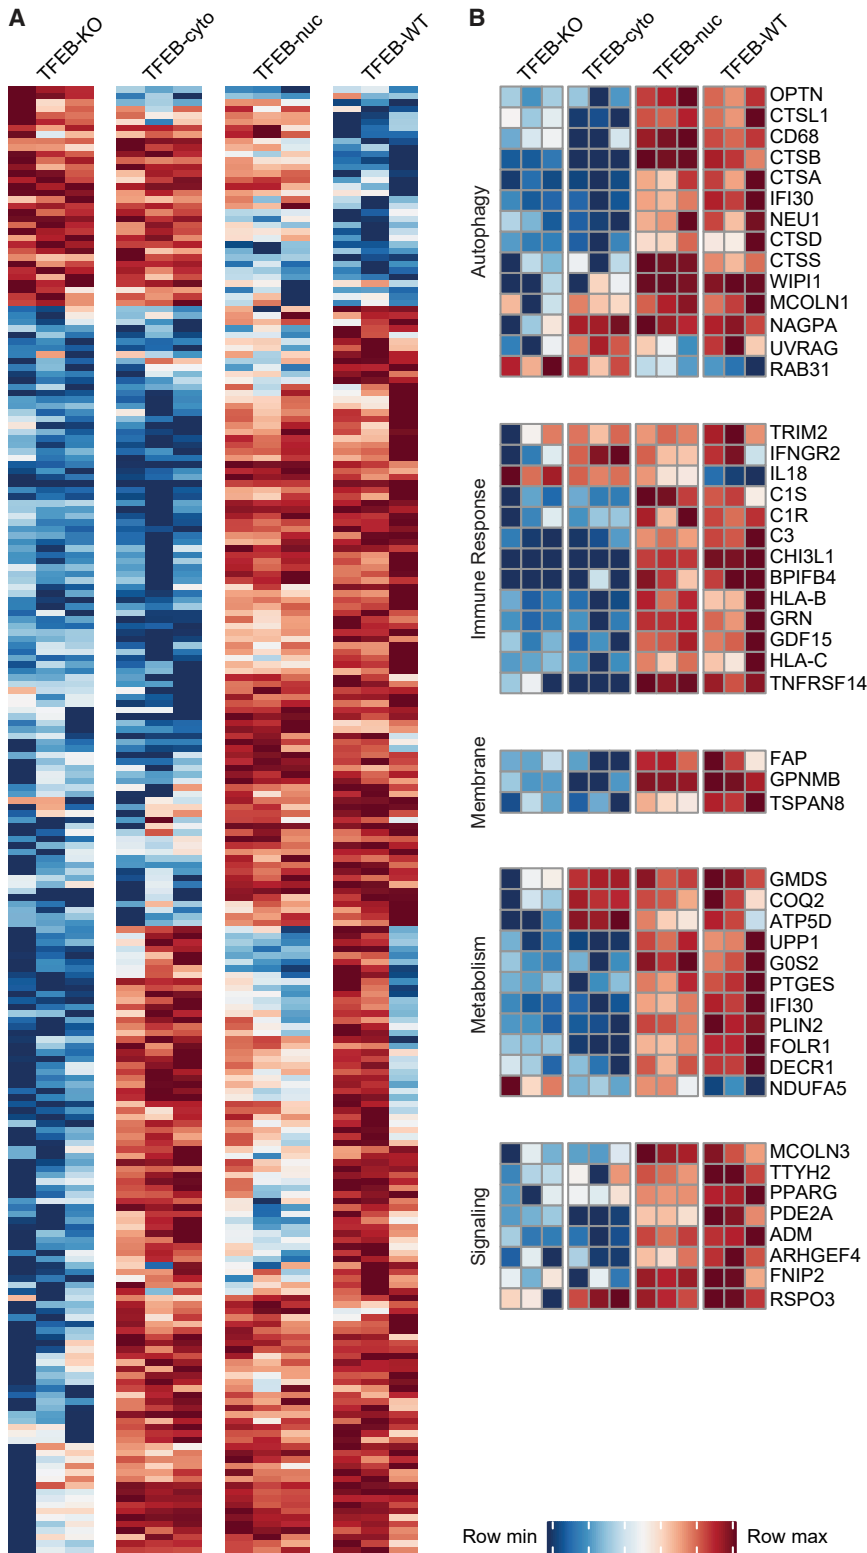 A
TFEB-KO
TFEB-cyto
TFEB-nuc
TFEB-WT
B
TFEB-KO
TFEB-cyto
TFEB-nuc
TFEB-WT
Autophagy
OPTN
CTSL1
CD68
CTSB
CTSA
IFI30
NEU1
CTSD
CTSS
WIPI1
MCOLN1
NAGPA
UVRAG
RAB31
Immune Response
TRIM2
IFNGR2
IL18
C1S
C1R
C3
CHI3L1
BPIFB4
HLA-B
GRN
GDF15
HLA-C
TNFRSF14
Membrane
FAP
GPNMB
TSPAN8
Metabolism
GMDS
COQ2
ATP5D
UPP1
G0S2
PTGES
IFI30
PLIN2
FOLR1
DECR1
NDUFA5
Signaling
MCOLN3
TTYH2
PPARG
PDE2A
ADM
ARHGEF4
FNIP2
RSPO3
Row min
Row max